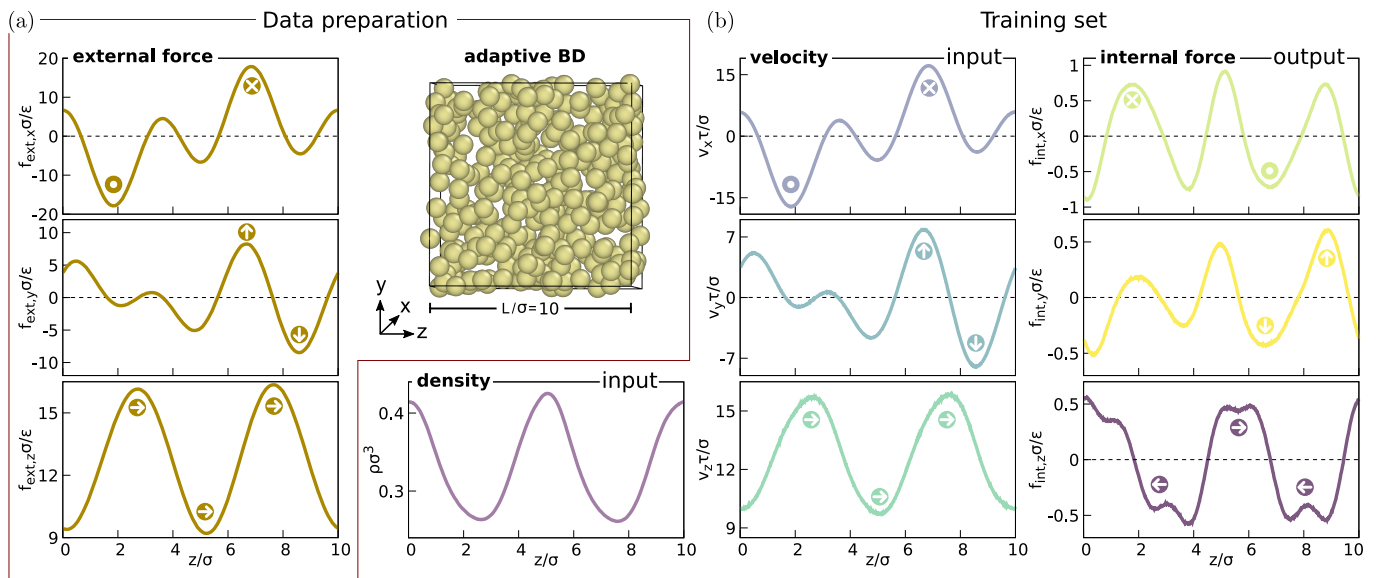 (a) Data preparation
external force
20
10
0
-10
-20
f_ext,x σ/ε
10
5
0
-5
-10
f_ext,y σ/ε
15
12
9
f_ext,z σ/ε
0 2 4 6 8 10
z/σ
adaptive BD
y
x
z
L/σ=10
density input
0.4
0.3
ρσ³
0 2 4 6 8 10
z/σ
(b) Training set
velocity input
15
0
-15
v_x τ/σ
7
0
-7
v_y τ/σ
15
12
9
v_z τ/σ
0 2 4 6 8 10
z/σ
internal force output
1
0.5
0
-0.5
-1
f_int,x σ/ε
0.5
0
-0.5
f_int,y σ/ε
0.5
0
-0.5
f_int,z σ/ε
0 2 4 6 8 10
z/σ